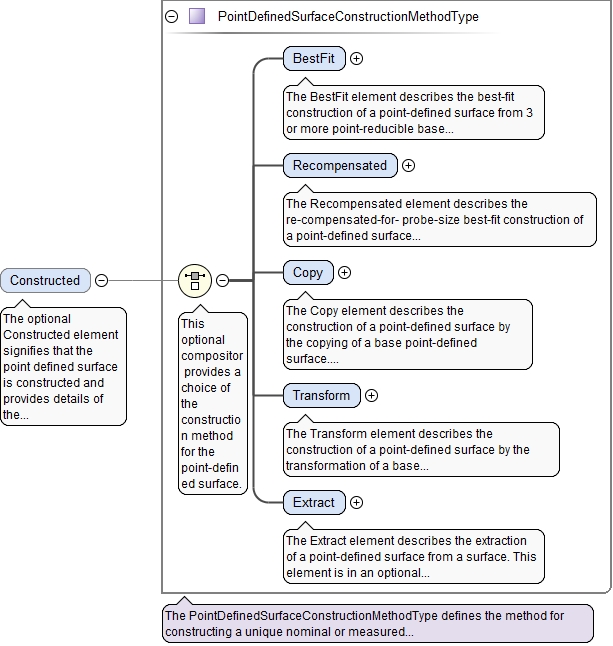 PointDefinedSurfaceConstructionMethodType
BestFit
The BestFit element describes the best-fit
construction of a point-defined surface from 3
or more point-reducible base...
Recompensated
The Recompensated element describes the
re-compensated-for- probe-size best-fit construction of
a point-defined surface...
Constructed
The optional
Constructed element
signifies that the
point defined surface
is constructed and
provides details of
the...
This
optional
compositor
provides a
choice of
the
constructio
n method
for the
point-defin
ed surface.
Copy
The Copy element describes the
construction of a point-defined surface by
the copying of a base point-defined
surface....
Transform
The Transform element describes the
construction of a point-defined surface by the
transformation of a base...
Extract
The Extract element describes the extraction
of a point-defined surface from a surface. This
element is in an optional...
The PointDefinedSurfaceConstructionMethodType defines the method for
constructing a unique nominal or measured...